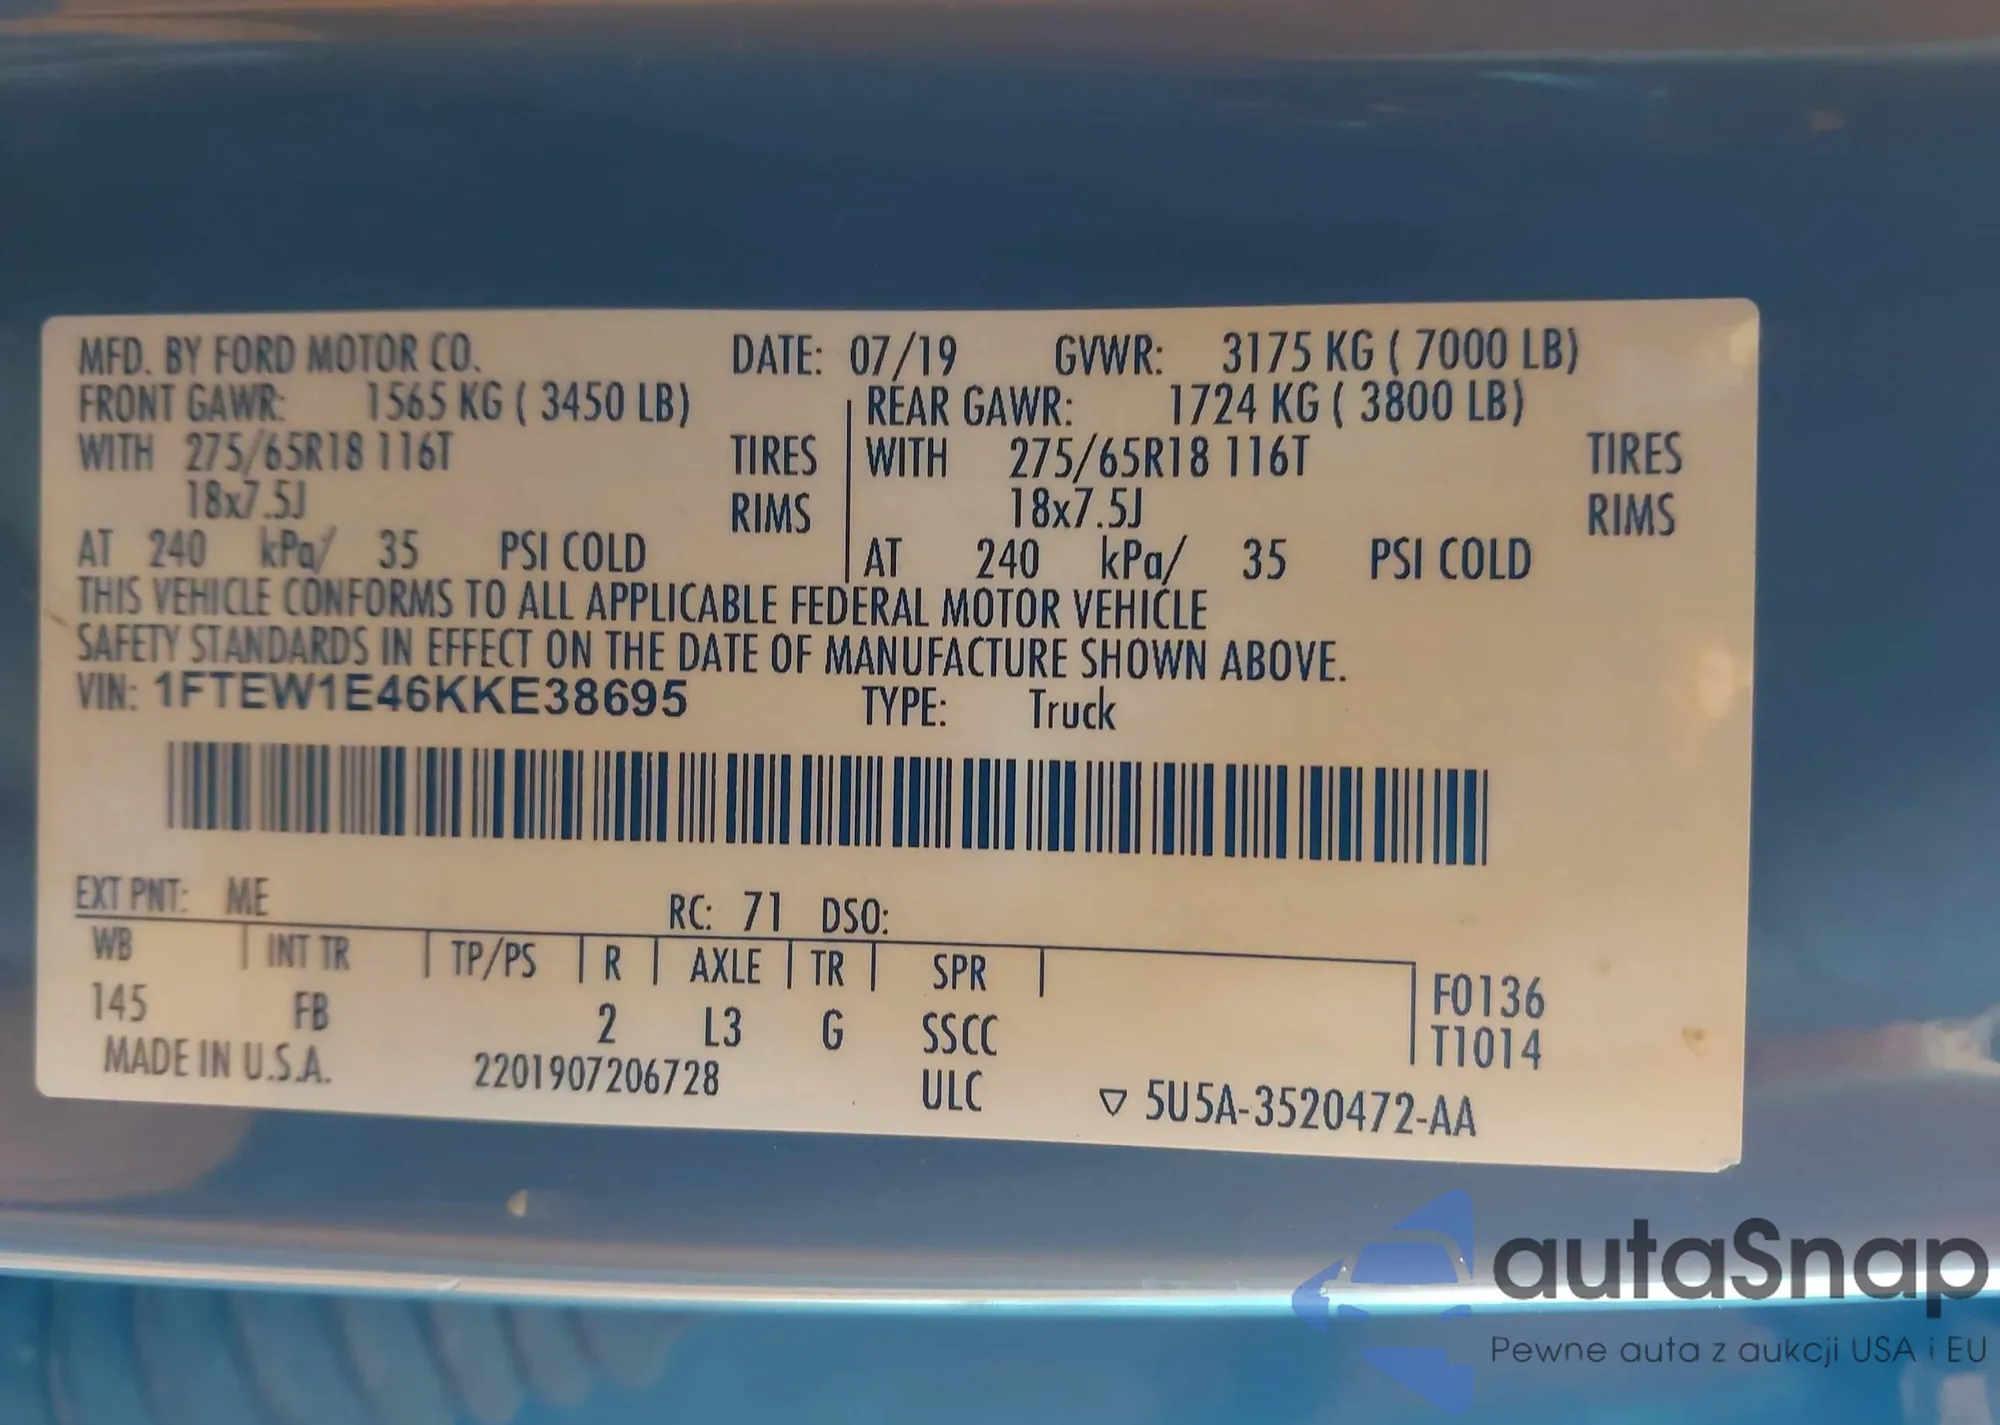 MFD. BY FORD MOTOR CO. DATE: 07/19 GVWR: 3175 KG ( 7000 LB)
FRONT GAWR: 1565 KG ( 3450 LB) REAR GAWR: 1724 KG ( 3800 LB)
WITH 275/65R18 116T TIRES WITH 275/65R18 116T TIRES
18x7.5J RIMS 18x7.5J RIMS
AT 240 kPa/ 35 PSI COLD AT 240 kPa/ 35 PSI COLD
THIS VEHICLE CONFORMS TO ALL APPLICABLE FEDERAL MOTOR VEHICLE
SAFETY STANDARDS IN EFFECT ON THE DATE OF MANUFACTURE SHOWN ABOVE.
VIN: 1FTEW1E46KKE38695 TYPE: Truck
EXT PNT: ME RC: 71 DSO:
WB INT TR TP/PS R AXLE TR SPR F0136
145 FB 2 L3 G SSCC T1014
MADE IN U.S.A. 2201907206728 ULC ▽ 5U5A-3520472-AA
autaSnap
Pewne auta z aukcji USA i EU